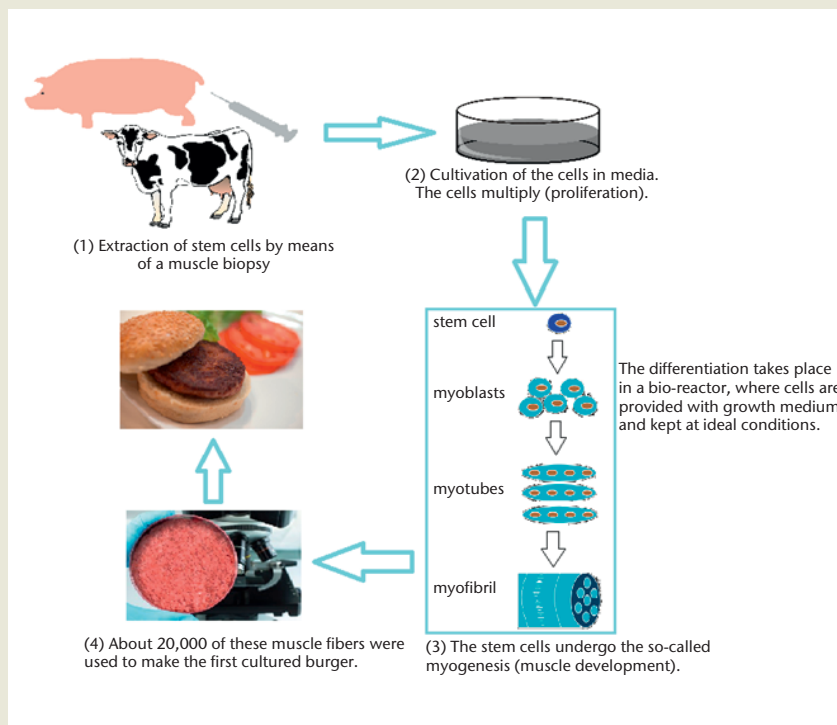 (1) Extraction of stem cells by means
of a muscle biopsy
(2) Cultivation of the cells in media.
The cells multiply (proliferation).
stem cell
myoblasts
myotubes
myofibril
The differentiation takes place
in a bio-reactor, where cells are
provided with growth medium
and kept at ideal conditions.
(3) The stem cells undergo the so-called
myogenesis (muscle development).
(4) About 20,000 of these muscle fibers were
used to make the first cultured burger.